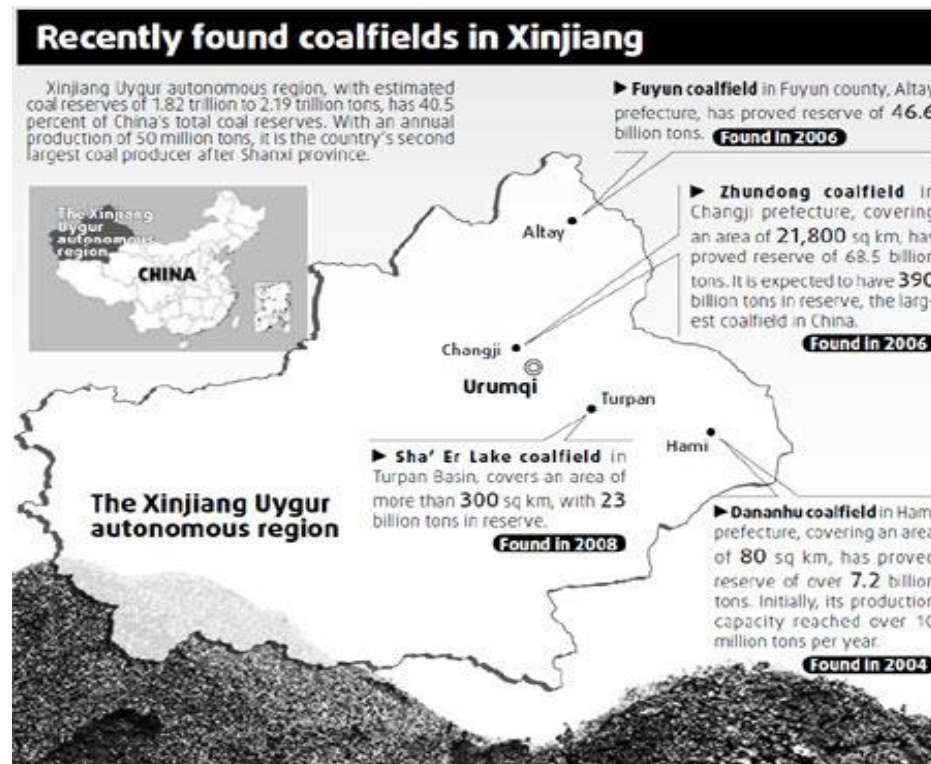 Recently found coalfields in Xinjiang
Xinjiang Uygur autonomous region, with estimated
coal reserves of 1.82 trillion to 2.19 trillion tons, has 40.5
percent of China's total coal reserves. With an annual
production of 50 million tons, it is the country's second
largest coal producer after Shanxi province.
The Xinjiang
Uygur
autonomous
region
CHINA
▶ Fuyun coalfield in Fuyun county, Altay
prefecture, has proved reserve of 46.6
billion tons. Found in 2006
Altay
▶ Zhundong coalfield in
Changji prefecture, covering
an area of 21,800 sq km, has
proved reserve of 68.5 billion
tons. It is expected to have 390
billion tons in reserve, the larg-
est coalfield in China.
Found in 2006
Changji
Urumqi
Turpan
Hami
▶ Sha' Er Lake coalfield in
Turpan Basin, covers an area of
more than 300 sq km, with 23
billion tons in reserve.
Found in 2008
The Xinjiang Uygur
autonomous region
▶ Dananhu coalfield in Hami
prefecture, covering an area
of 80 sq km, has proved
reserve of over 7.2 billion
tons. Initially, its production
capacity reached over 10
million tons per year.
Found in 2004